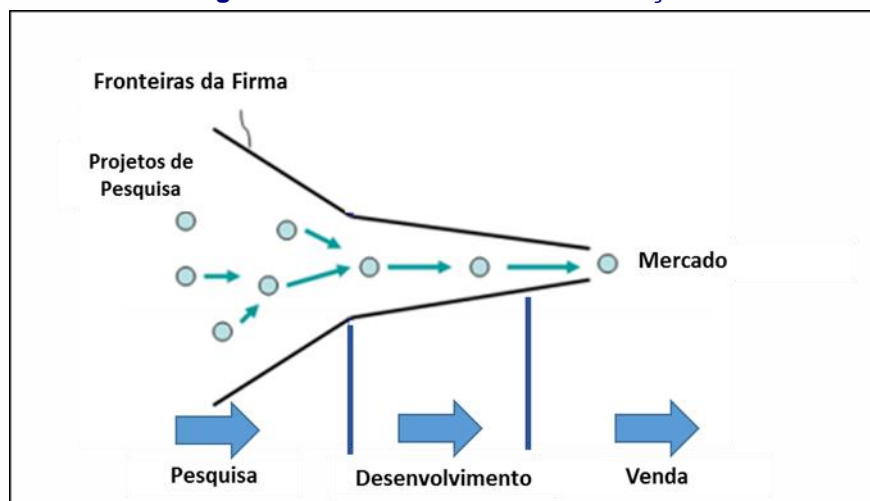 Fronteiras da Firma
Projetos de
Pesquisa
Mercado
Pesquisa
Desenvolvimento
Venda